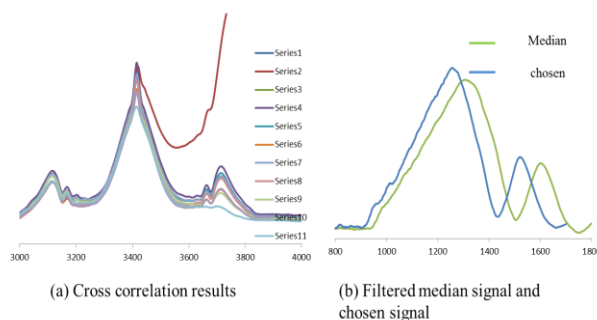 Series1
Series2
Series3
Series4
Series5
Series6
Series7
Series8
Series9
Series10
Series11
3000 3200 3400 3600 3800 4000
(a) Cross correlation results
Median
chosen
800 1000 1200 1400 1600 180
(b) Filtered median signal and
chosen signal